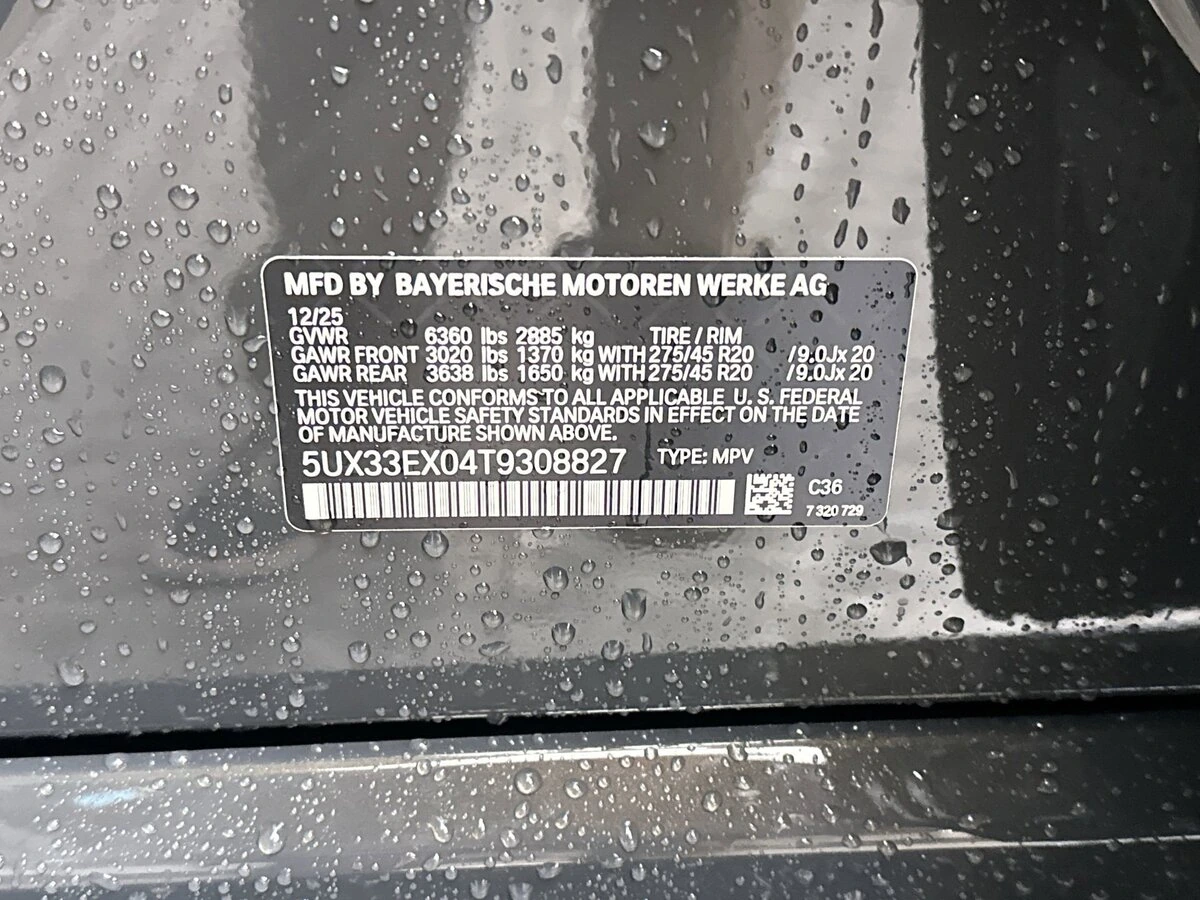 MFD BY BAYERISCHE MOTOREN WERKE AG
12/25
GVWR 6360 lbs 2885 kg TIRE / RIM
GAWR FRONT 3020 lbs 1370 kg WITH 275/45 R20 /9.0Jx 20
GAWR REAR 3638 lbs 1650 kg WITH 275/45 R20 /9.0Jx 20
THIS VEHICLE CONFORMS TO ALL APPLICABLE U. S. FEDERAL
MOTOR VEHICLE SAFETY STANDARDS IN EFFECT ON THE DATE
OF MANUFACTURE SHOWN ABOVE.
5UX33EX04T9308827 TYPE: MPV
C36
7 320 729